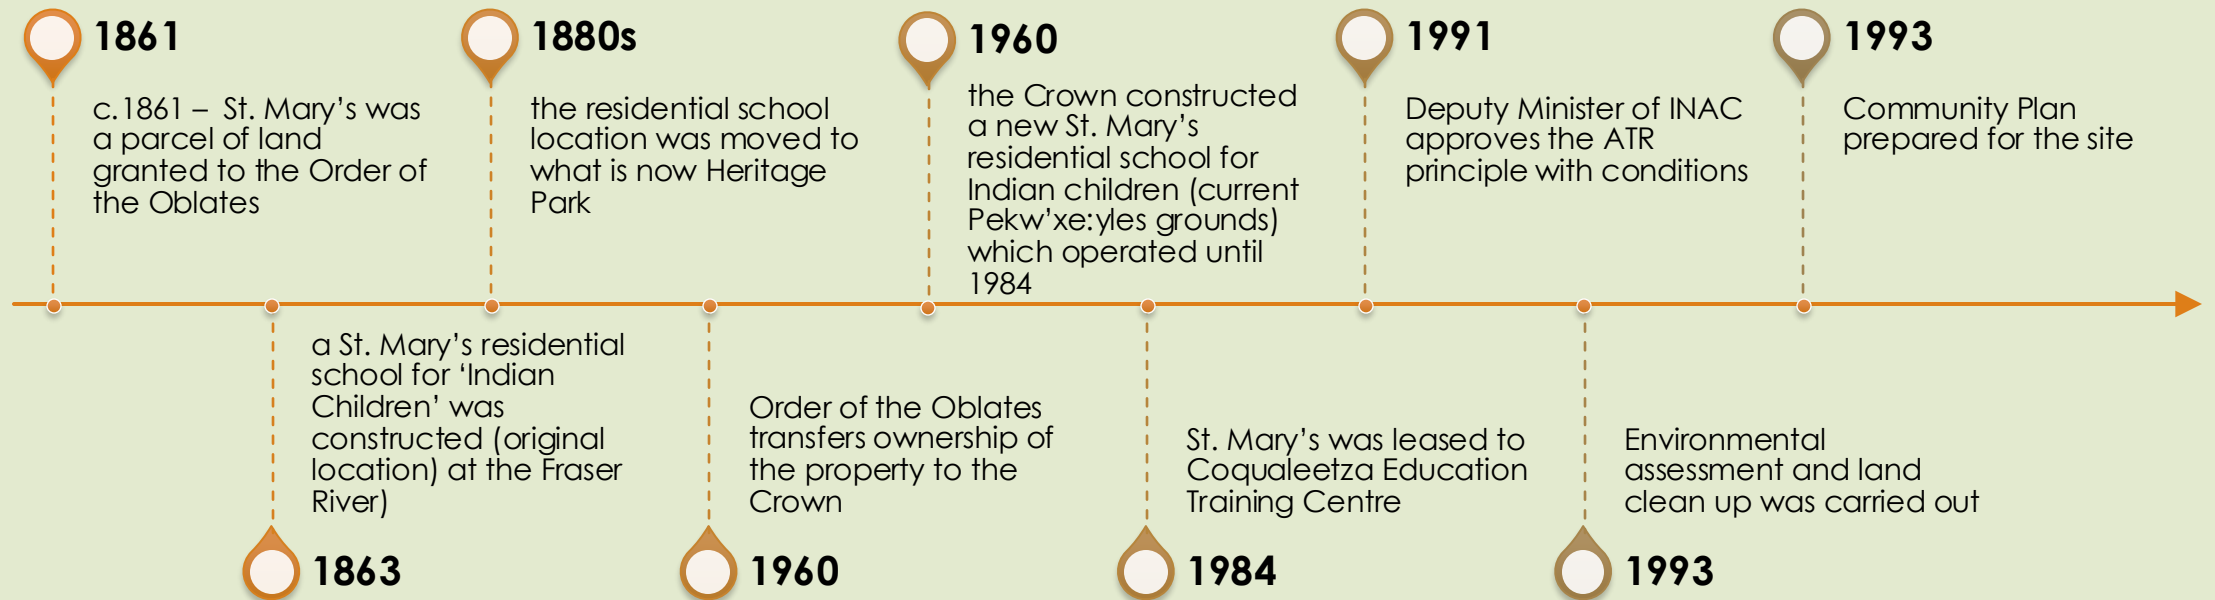 1861
c.1861 –  St. Mary’s was
a parcel of land
granted to the Order of
the Oblates
a St. Mary’s residential
school for ‘Indian
Children’ was
constructed (original
location) at the Fraser
River)
1863
1880s
the residential school
location was moved to
what is now Heritage
Park
Order of the Oblates
transfers ownership of
the property to the
Crown
1960
1960
the Crown constructed
a new St. Mary’s
residential school for
Indian children (current
Pekw’xe:yles grounds)
which operated until
1984
St. Mary’s was leased to
Coqualeetza Education
Training Centre
1984
1991
Deputy Minister of INAC
approves the ATR
principle with conditions
Environmental
assessment and land
clean up was carried out
1993
1993
Community Plan
prepared for the site